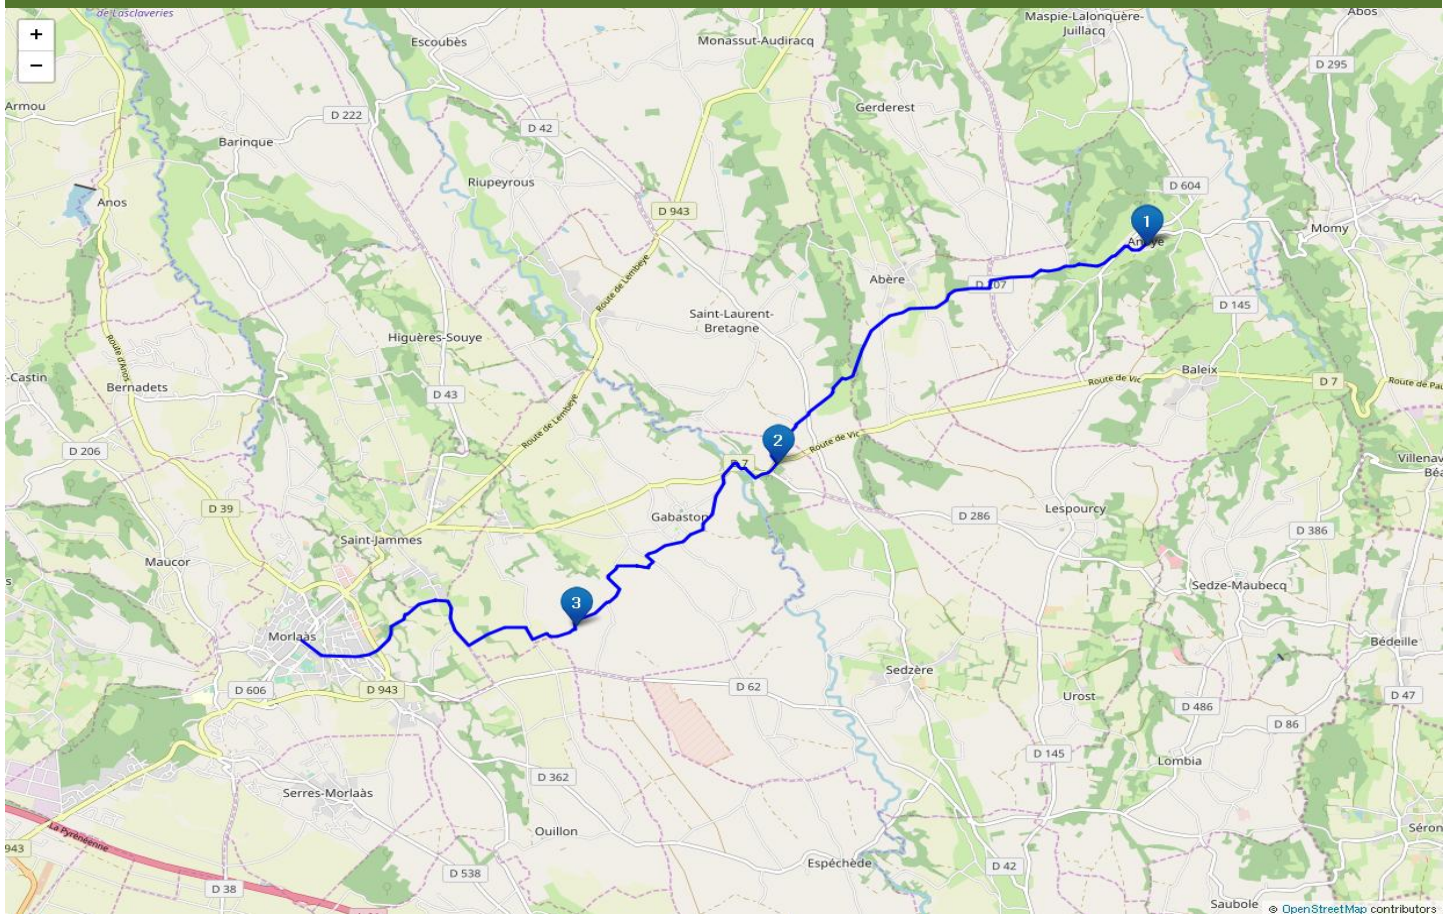 de Lasclaveries
+
−
Escoubès
Monassut-Audiracq
Maspie-Lalonquère-
Juillacq
Abos
D 295
Armou
D 222
Barinque
D 42
Gerderest
Riupeyrous
Anos
D 943
D 604
1
Momy
Route de Lembeye
Abère
D 145
Saint-Laurent-
Bretagne
Higuères-Souye
Route d'Anos
-Castin
Bernadets
D 43
Route de Lembeye
Baleix
Route de Vic
D 7
Route de Pau
2
Route de Vic
D 7
D 206
Villenav
Béa
D 39
Gabaston
D 286
Lespourcy
D 386
Saint-Jammes
Maucor
s
Sedze-Maubecq
3
Morlaàs
Bédeille
Sedzère
D 606
D 943
D 62
Urost
D 47
D 486
D 86
D 145
Lombia
D 362
Serres-Morlaàs
La Pyrénéenne
Ouillon
Séron
943
Espéchède
D 42
D 538
D 38
Saubole
© OpenStreetMap contributors